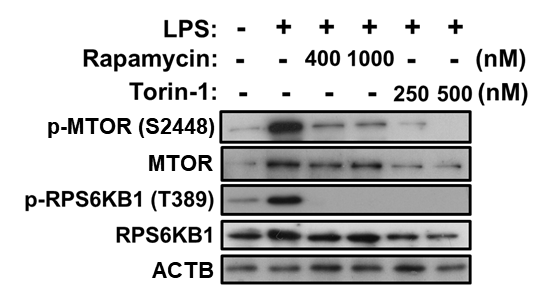 LPS: - + + + + +
Rapamycin: - - 400 1000 - - (nM)
Torin-1: - - - - 250 500 (nM)
p-MTOR (S2448)
MTOR
p-RPS6KB1 (T389)
RPS6KB1
ACTB